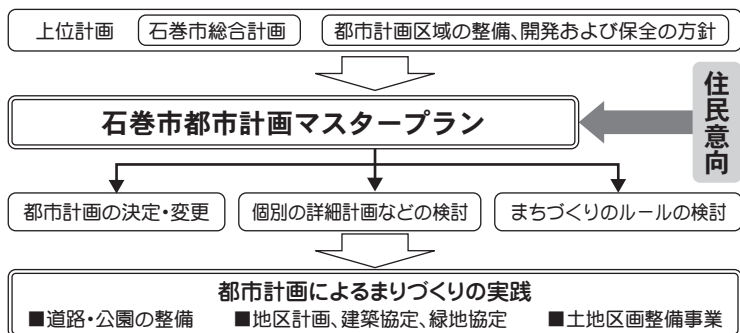 上位計画 石巻市総合計画 都市計画区域の整備、開発および保全の方針
住民意向
石巻市都市計画マスタープラン
都市計画の決定・変更 個別の詳細計画などの検討 まちづくりのルールの検討
都市計画によるまりづくりの実践
■道路・公園の整備 ■地区計画、建築協定、緑地協定 ■土地区画整備事業